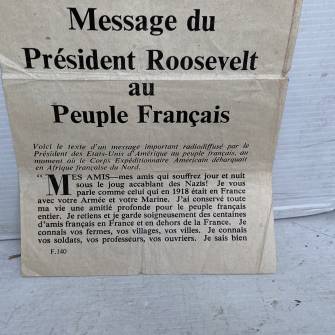 Message du
Président Roosevelt
au
Peuple Français
Voici le texte d'un message important radiodiffusé par le
Président des Etats-Unis d'Amérique au peuple français, au
moment où le Corps Expéditionnaire Americain débarquait
en Afrique française du Nord.
"MES AMIS—mes amis qui souffrez jour et nuit
sous le joug accablant des Nazis! Je vous
parle comme celui qui en 1918 était en France
avec votre Armée et votre Marine. J'ai conservé toute
ma vie une amitié profonde pour le peuple français
entier. Je retiens et je garde soigneusement des centaines
d'amis français en France et en dehors de la France. Je
connais vos fermes, vos villages, vos villes. Je connais
vos soldats, vos professeurs, vos ouvriers. Je sais bien
F.140